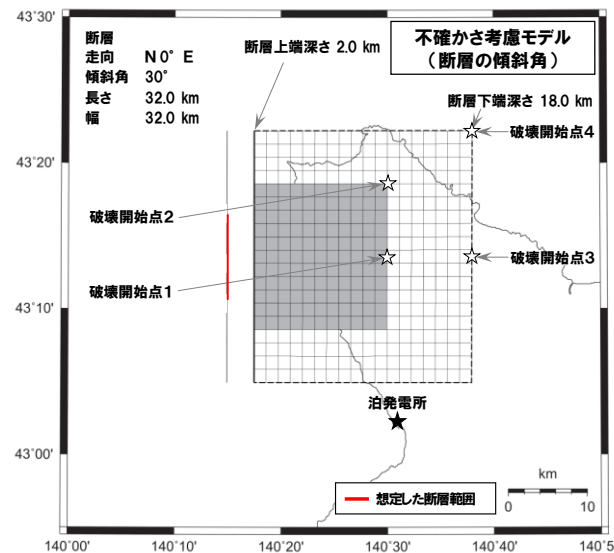 43°30'
断層
走向 N 0° E
傾斜角 30°
長さ 32.0 km
幅 32.0 km
断層上端深さ 2.0 km
不確かさ考慮モデル
（断層の傾斜角）
断層下端深さ 18.0 km
破壊開始点4
43°20'
破壊開始点2
破壊開始点3
破壊開始点1
43°10'
泊発電所
43°00'
想定した断層範囲
km
0 10
140°00' 140°10' 140°20' 140°30' 140°40' 140°5